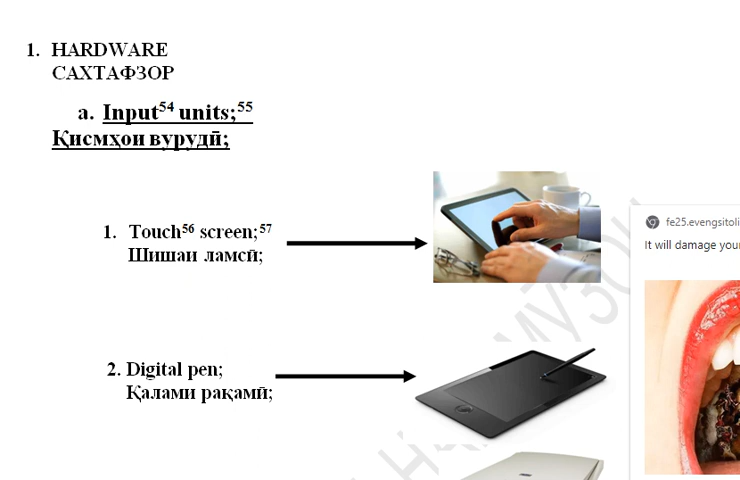 1. HARDWARE
САХТАФЗОР
a. Input54 units;55
Қисмҳои вурудӣ;
1. Touch56 screen;57
Шишаи ламсӣ;
fe25.evengsitoli
It will damage your
2. Digital pen;
Қалами рақамӣ;